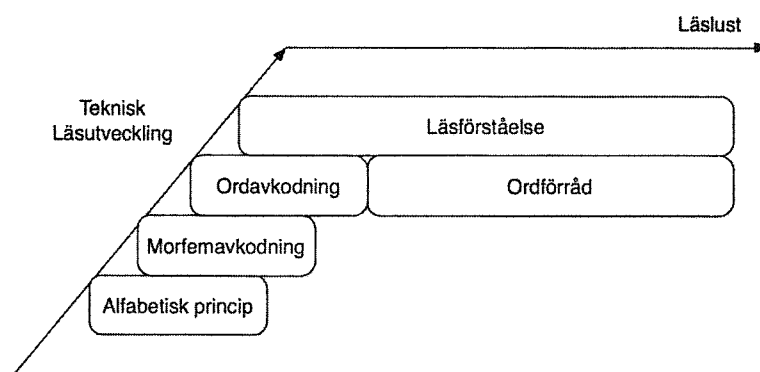 Läslust
Teknisk
Läsutveckling
Läsförståelse
Ordavkodning
Ordförråd
Morfemavkodning
Alfabetisk princip